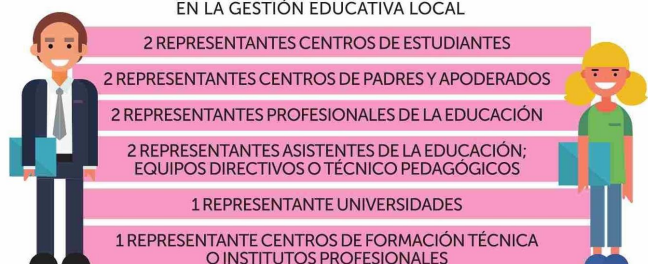 EN LA GESTIÓN EDUCATIVA LOCAL
2 REPRESENTANTES CENTROS DE ESTUDIANTES
2 REPRESENTANTES CENTROS DE PADRES Y APODERADOS
2 REPRESENTANTES PROFESIONALES DE LA EDUCACIÓN
2 REPRESENTANTES ASISTENTES DE LA EDUCACIÓN;
EQUIPOS DIRECTIVOS O TÉCNICO PEDAGÓGICOS
1 REPRESENTANTE UNIVERSIDADES
1 REPRESENTANTE CENTROS DE FORMACIÓN TÉCNICA
O INSTITUTOS PROFESIONALES